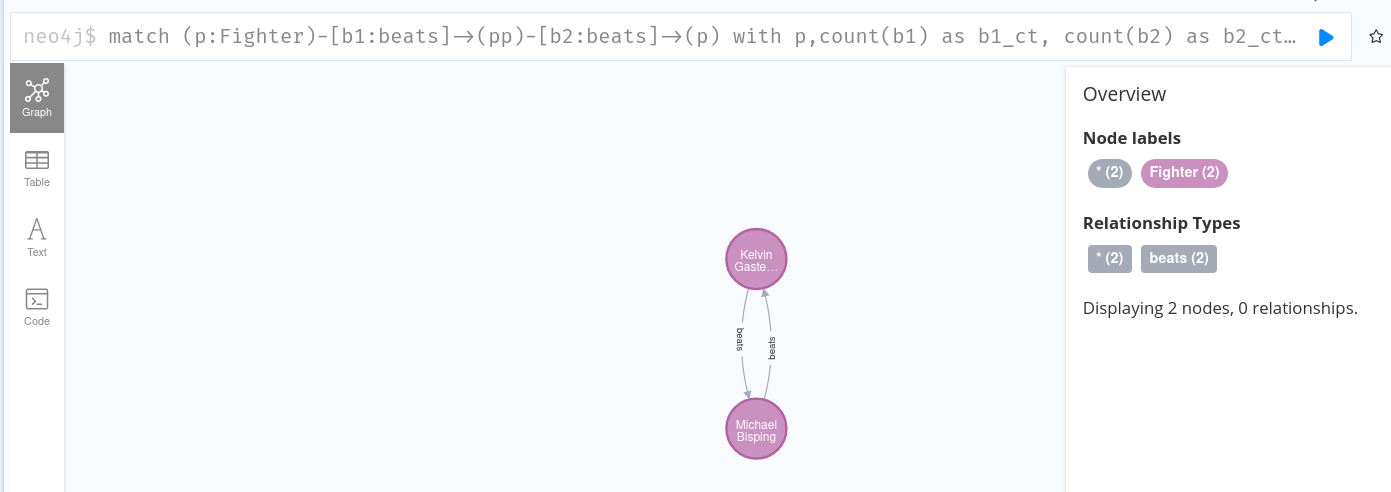 neo4j$ match (p:Fighter)-[b1:beats]->(pp)-[b2:beats]->(p) with p,count(b1) as b1_ct, count(b2) as b2_ct…
Graph
Table
Text
Code
Kelvin
Gaste…
beats
beats
Michael
Bisping
Overview
Node labels
* (2) Fighter (2)
Relationship Types
* (2) beats (2)
Displaying 2 nodes, 0 relationships.